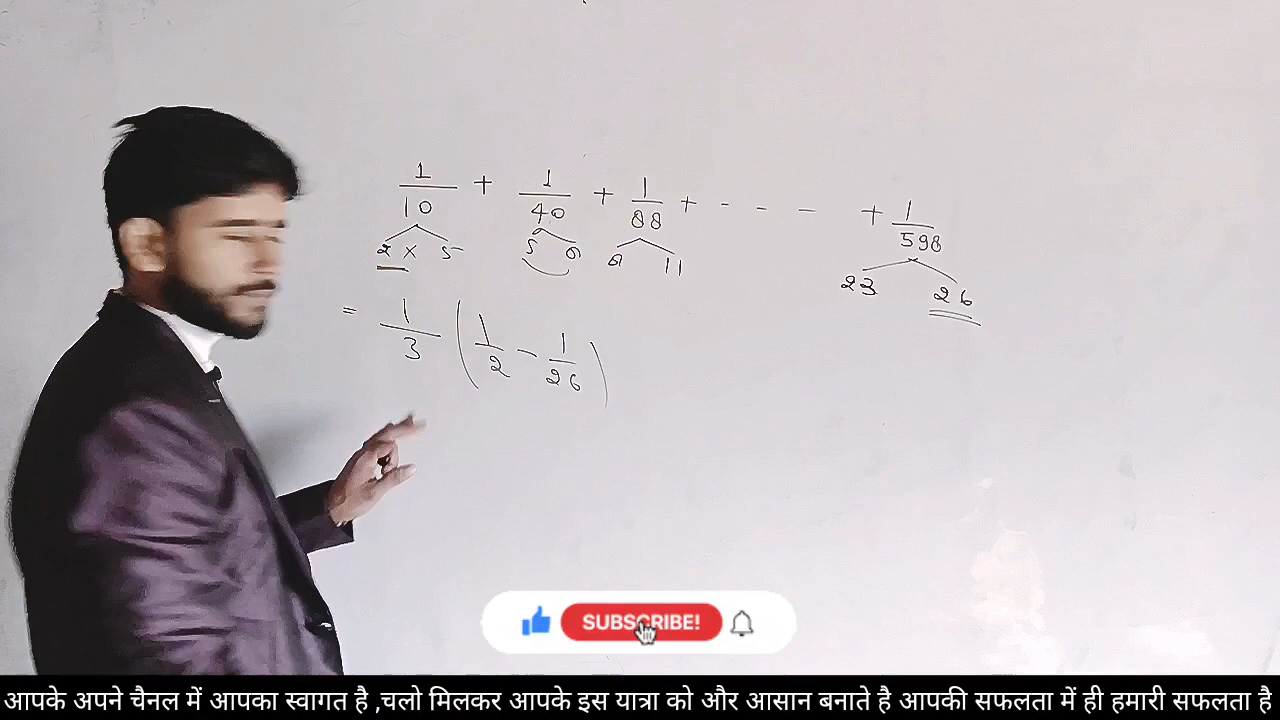 1/10 + 1/40 + 1/88 + - - - + 1/598
2 × 5 5 8 8 11 23 26
= 1/3 (1/2 - 1/26)
SUBSCRIBE!
आपके अपने चैनल में आपका स्वागत है ,चलो मिलकर आपके इस यात्रा को और आसान बनाते है आपकी सफलता में ही हमारी सफलता है